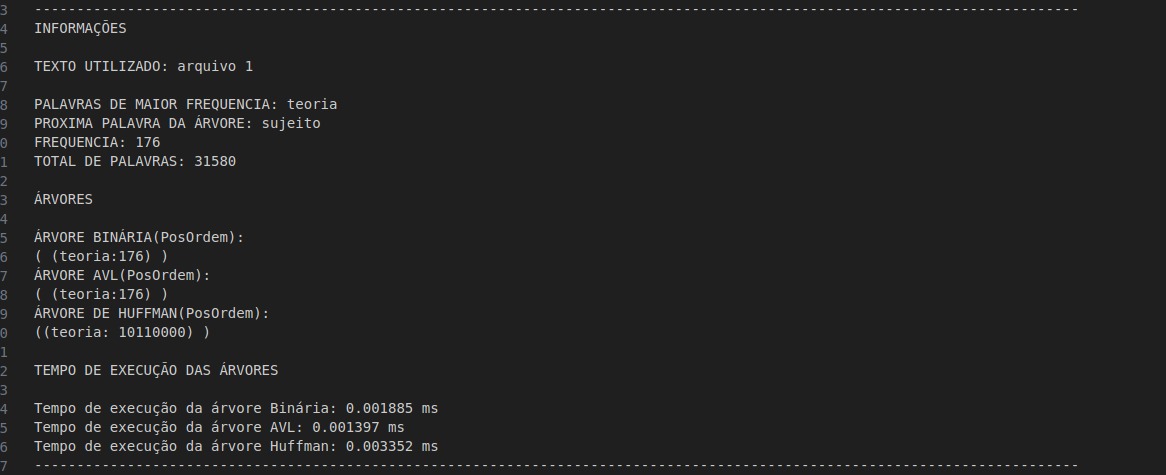 3 ----------------------------------------------------------------------------------------------------------------------------
4 INFORMAÇÕES
5
6 TEXTO UTILIZADO: arquivo 1
7
8 PALAVRAS DE MAIOR FREQUENCIA: teoria
9 PROXIMA PALAVRA DA ÁRVORE: sujeito
0 FREQUENCIA: 176
1 TOTAL DE PALAVRAS: 31580
2
3 ÁRVORES
4
5 ÁRVORE BINÁRIA(PosOrdem):
6 ( (teoria:176) )
7 ÁRVORE AVL(PosOrdem):
8 ( (teoria:176) )
9 ÁRVORE DE HUFFMAN(PosOrdem):
0 ((teoria: 10110000) )
1
2 TEMPO DE EXECUÇÃO DAS ÁRVORES
3
4 Tempo de execução da árvore Binária: 0.001885 ms
5 Tempo de execução da árvore AVL: 0.001397 ms
6 Tempo de execução da árvore Huffman: 0.003352 ms
7 ----------------------------------------------------------------------------------------------------------------------------